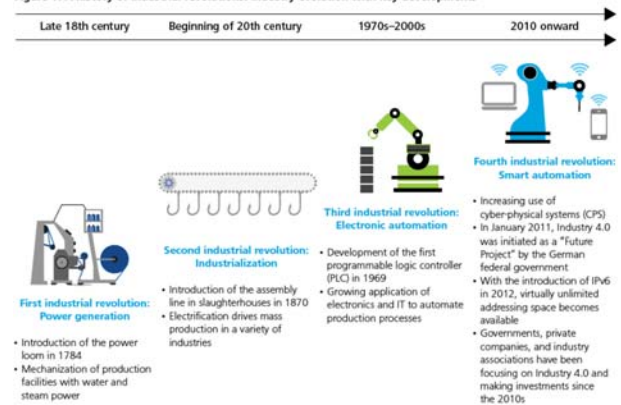 Late 18th century
Beginning of 20th century
1970s–2000s
2010 onward
First industrial revolution:
Power generation
• Introduction of the power
loom in 1784
• Mechanization of production
facilities with water and
steam power
Second industrial revolution:
Industrialization
• Introduction of the assembly
line in slaughterhouses in 1870
• Electrification drives mass
production in a variety of
industries
Third industrial revolution:
Electronic automation
• Development of the first
programmable logic controller
(PLC) in 1969
• Growing application of
electronics and IT to automate
production processes
Fourth industrial revolution:
Smart automation
• Increasing use of
cyber-physical systems (CPS)
• In January 2011, Industry 4.0
was initiated as a "Future
Project" by the German
federal government
• With the introduction of IPv6
in 2012, virtually unlimited
addressing space becomes
available
• Governments, private
companies, and industry
associations have been
focusing on Industry 4.0 and
making investments since
the 2010s